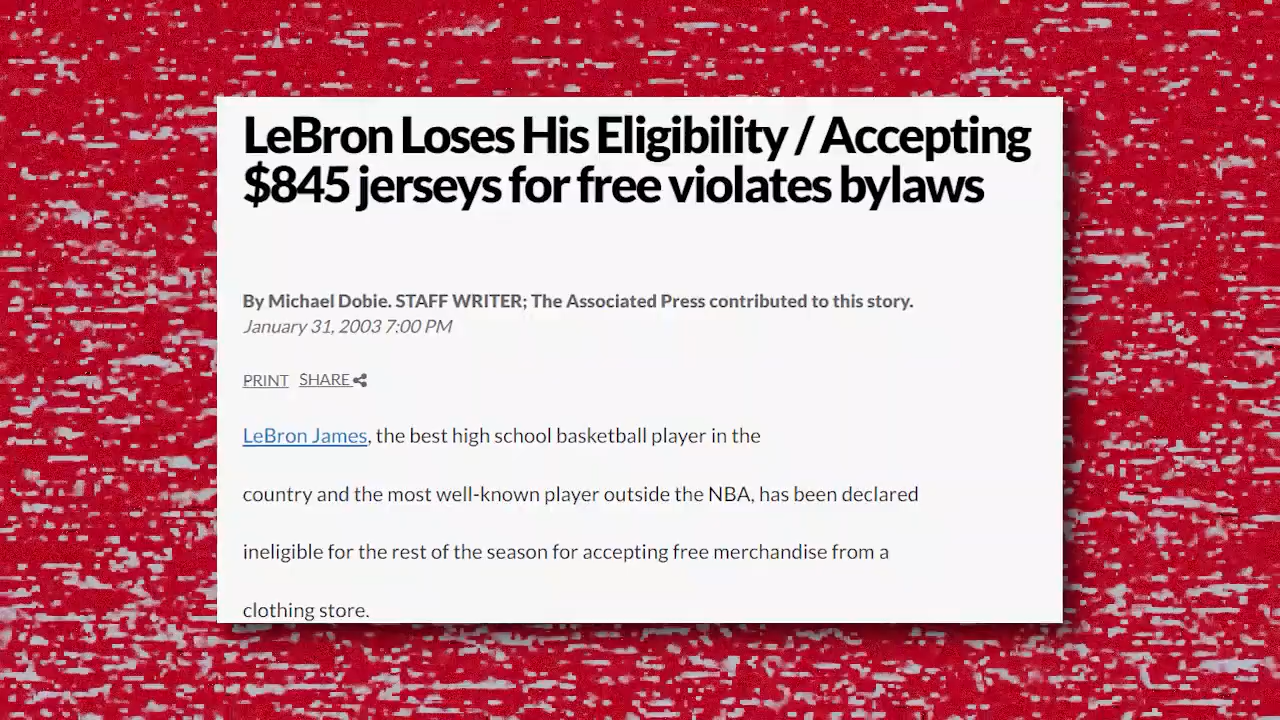 LeBron Loses His Eligibility / Accepting
$845 jerseys for free violates bylaws
By Michael Dobie. STAFF WRITER; The Associated Press contributed to this story.
January 31, 2003 7:00 PM
PRINT SHARE
LeBron James, the best high school basketball player in the
country and the most well-known player outside the NBA, has been declared
ineligible for the rest of the season for accepting free merchandise from a
clothing store.